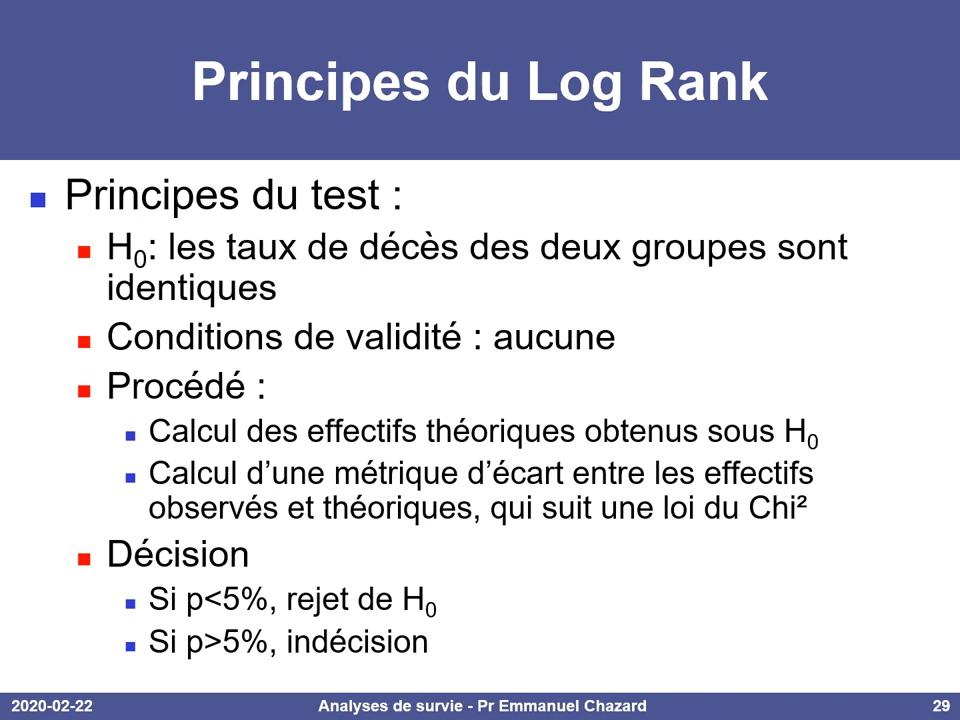 Principes du Log Rank
Principes du test :
H₀: les taux de décès des deux groupes sont
identiques
Conditions de validité : aucune
Procédé :
Calcul des effectifs théoriques obtenus sous H₀
Calcul d’une métrique d’écart entre les effectifs
observés et théoriques, qui suit une loi du Chi²
Décision
Si p<5%, rejet de H₀
Si p>5%, indécision
2020-02-22 Analyses de survie - Pr Emmanuel Chazard 29